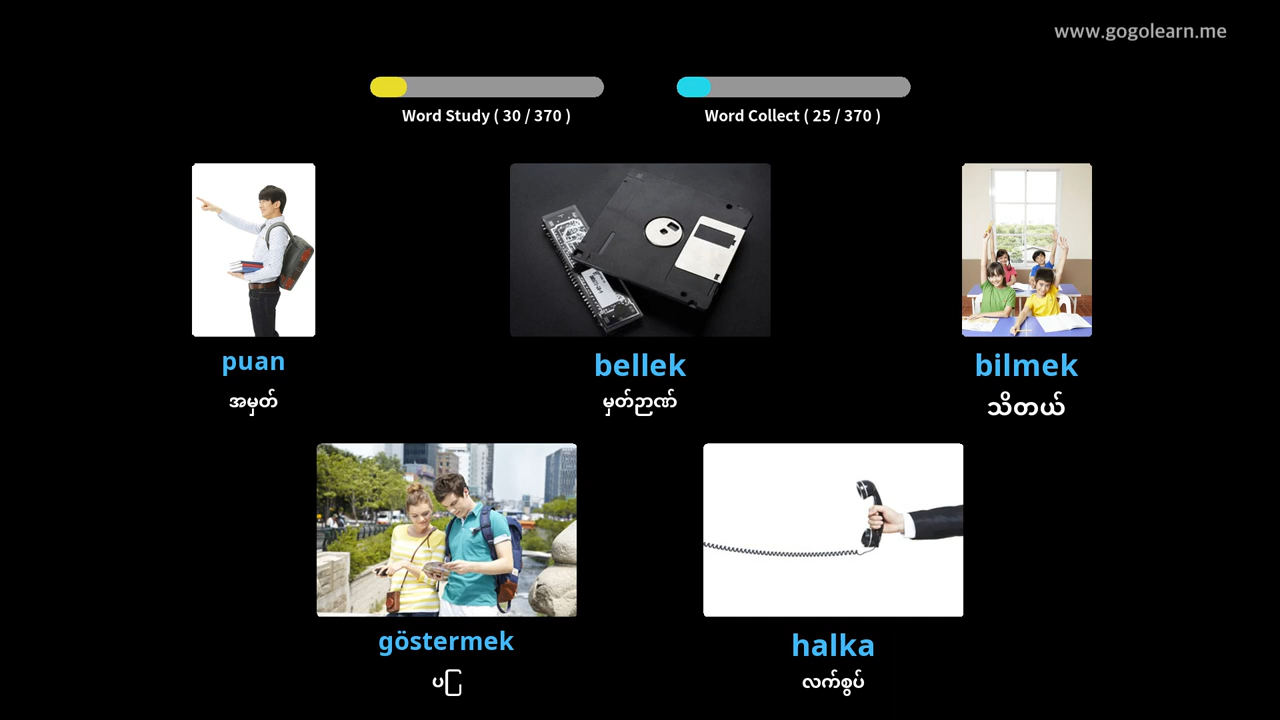 www.gogolearn.me
Word Study ( 30 / 370 )
Word Collect ( 25 / 370 )
puan
bellek
bilmek
အမှတ်
မှတ်ဉာဏ်
သိတယ်
göstermek
halka
ပြ
လက်စွပ်